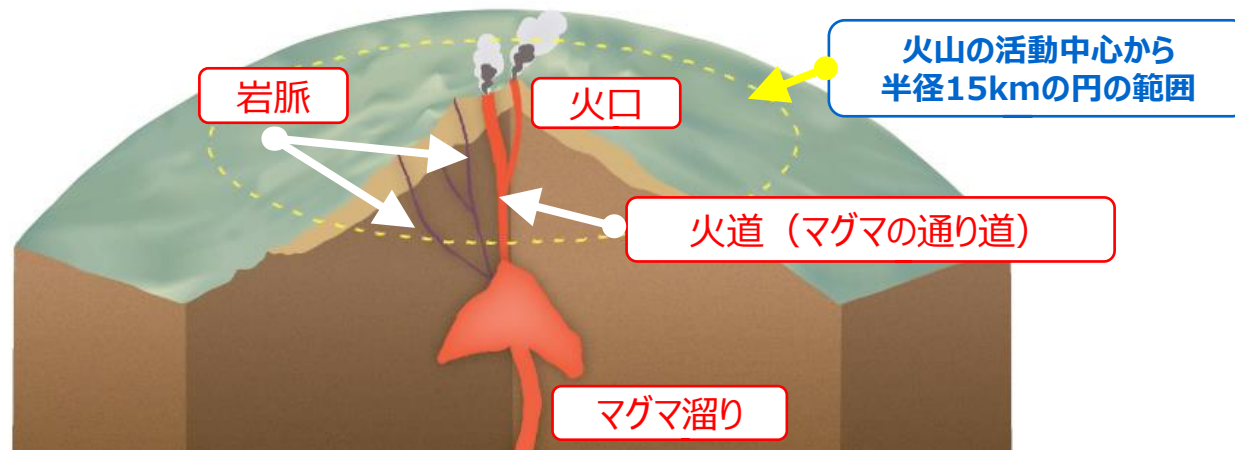 火山の活動中心から
半径15kmの円の範囲
岩脈
火口
火道（マグマの通り道）
マグマ溜り